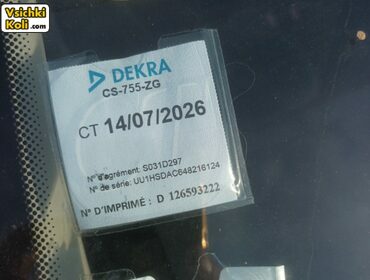 Vsichki
Koli.com
DEKRA
CS-755-ZG
CT 14/07/2026
N° d'agrément: S031D297
N° de série: UU1HSDAC648216124
N° D'IMPRIMÉ: D 126593222